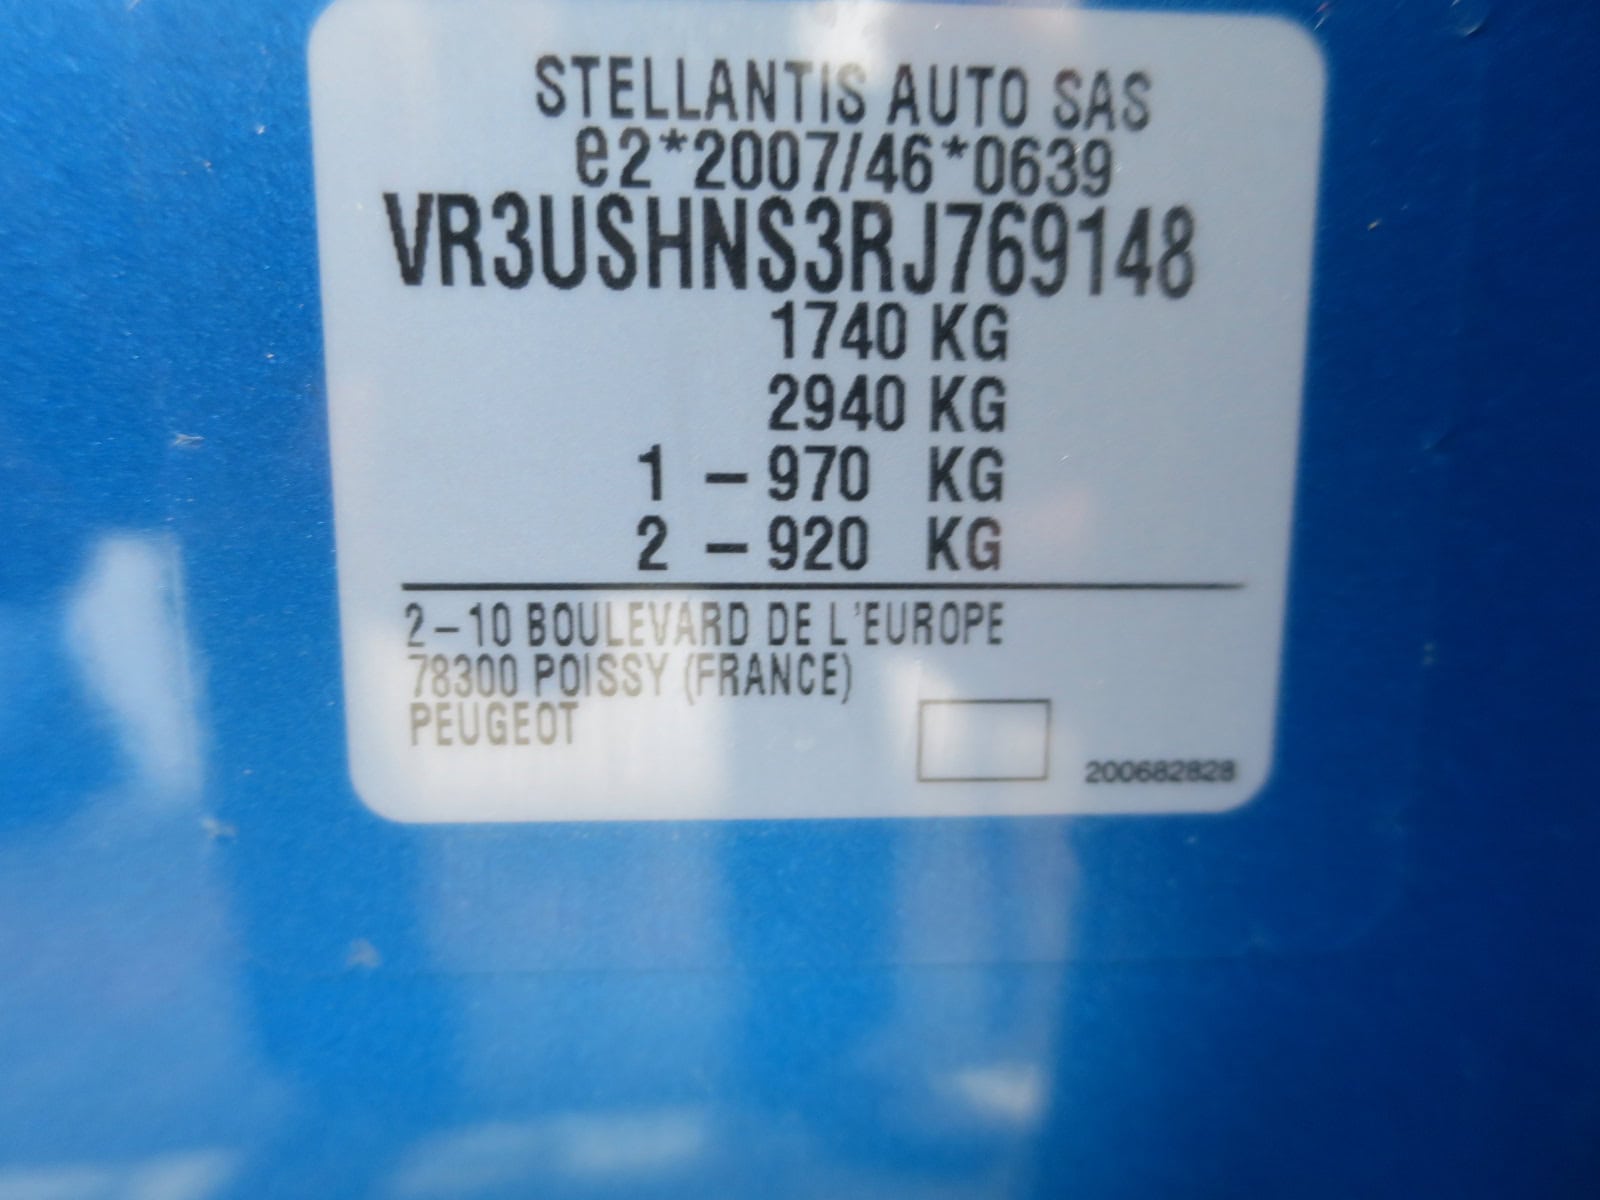 STELLANTIS AUTO SAS
e2*2007/46*0639
VR3USHNS3RJ769148
1740 KG
2940 KG
1 – 970 KG
2 – 920 KG
2–10 BOULEVARD DE L'EUROPE
78300 POISSY (FRANCE)
PEUGEOT
200682828